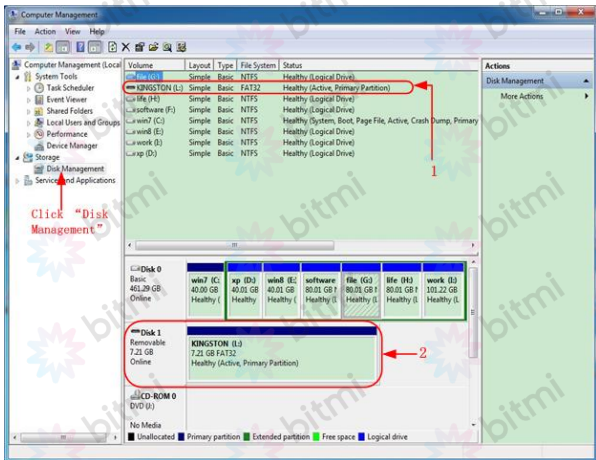 Computer Management
File Action View Help
Computer Management (Local
System Tools
Task Scheduler
Event Viewer
Shared Folders
Local Users and Groups
Performance
Device Manager
Storage
Disk Management
Services and Applications
Click “Disk
Management”
Volume Layout Type File System Status
file (G:) Simple Basic NTFS Healthy (Logical Drive)
KINGSTON (L:) Simple Basic FAT32 Healthy (Active, Primary Partition)
life (H:) Simple Basic NTFS Healthy (Logical Drive)
software (F:) Simple Basic NTFS Healthy (Logical Drive)
win7 (C:) Simple Basic NTFS Healthy (System, Boot, Page File, Active, Crash Dump, Primary
win8 (E:) Simple Basic NTFS Healthy (Logical Drive)
work (I:) Simple Basic NTFS Healthy (Logical Drive)
xp (D:) Simple Basic NTFS Healthy (Logical Drive)
1
Actions
Disk Management
More Actions
Disk 0
Basic
461.29 GB
Online
win7 (C: xp (D:) win8 (E: software file (G:) life (H:) work (I:)
40.00 GB 40.01 GB 40.01 GB 80.01 GB f 80.01 GB 80.01 GB f 101.22 GB
Healthy ( Healthy Healthy ( Healthy (L Healthy (L Healthy (L Healthy (L
Disk 1
Removable
7.21 GB
Online
KINGSTON (L:)
7.21 GB FAT32
Healthy (Active, Primary Partition)
2
CD-ROM 0
DVD (J:)
No Media
Unallocated Primary partition Extended partition Free space Logical drive
bitmi
bitmi
bitmi
bitmi
bitmi
bitmi